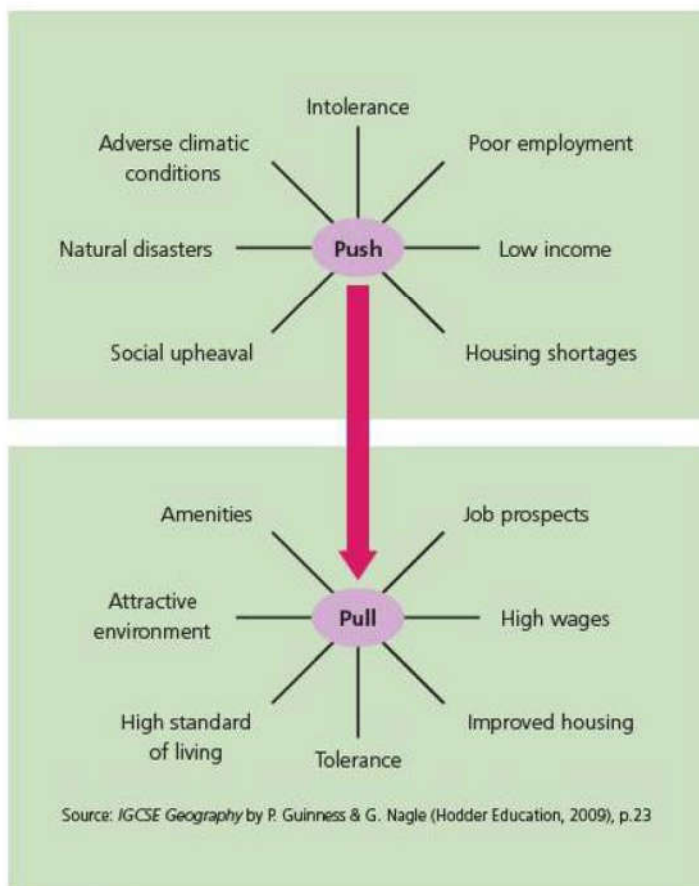 Intolerance
Adverse climatic
conditions
Poor employment
Natural disasters
Push
Low income
Social upheaval
Housing shortages
Amenities
Job prospects
Attractive
environment
Pull
High wages
High standard
of living
Improved housing
Tolerance
Source: IGCSE Geography by P. Guinness & G. Nagle (Hodder Education, 2009), p.23